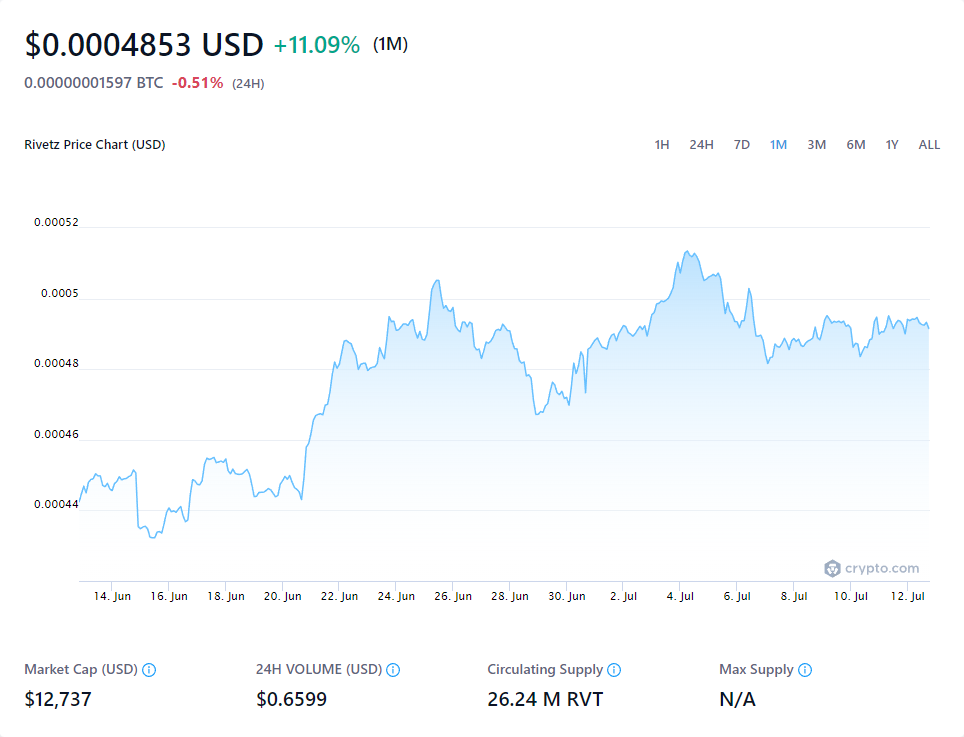 $0.0004853 USD +11.09% (1M)
0.00000001597 BTC -0.51% (24H)
Rivetz Price Chart (USD) 1H 24H 7D 1M 3M 6M 1Y ALL
0.00052
0.0005
0.00048
0.00046
0.00044
crypto.com
14. Jun 16. Jun 18. Jun 20. Jun 22. Jun 24. Jun 26. Jun 28. Jun 30. Jun 2. Jul 4. Jul 6. Jul 8. Jul 10. Jul 12. Jul
Market Cap (USD) 24H VOLUME (USD) Circulating Supply Max Supply
$12,737 $0.6599 26.24 M RVT N/A